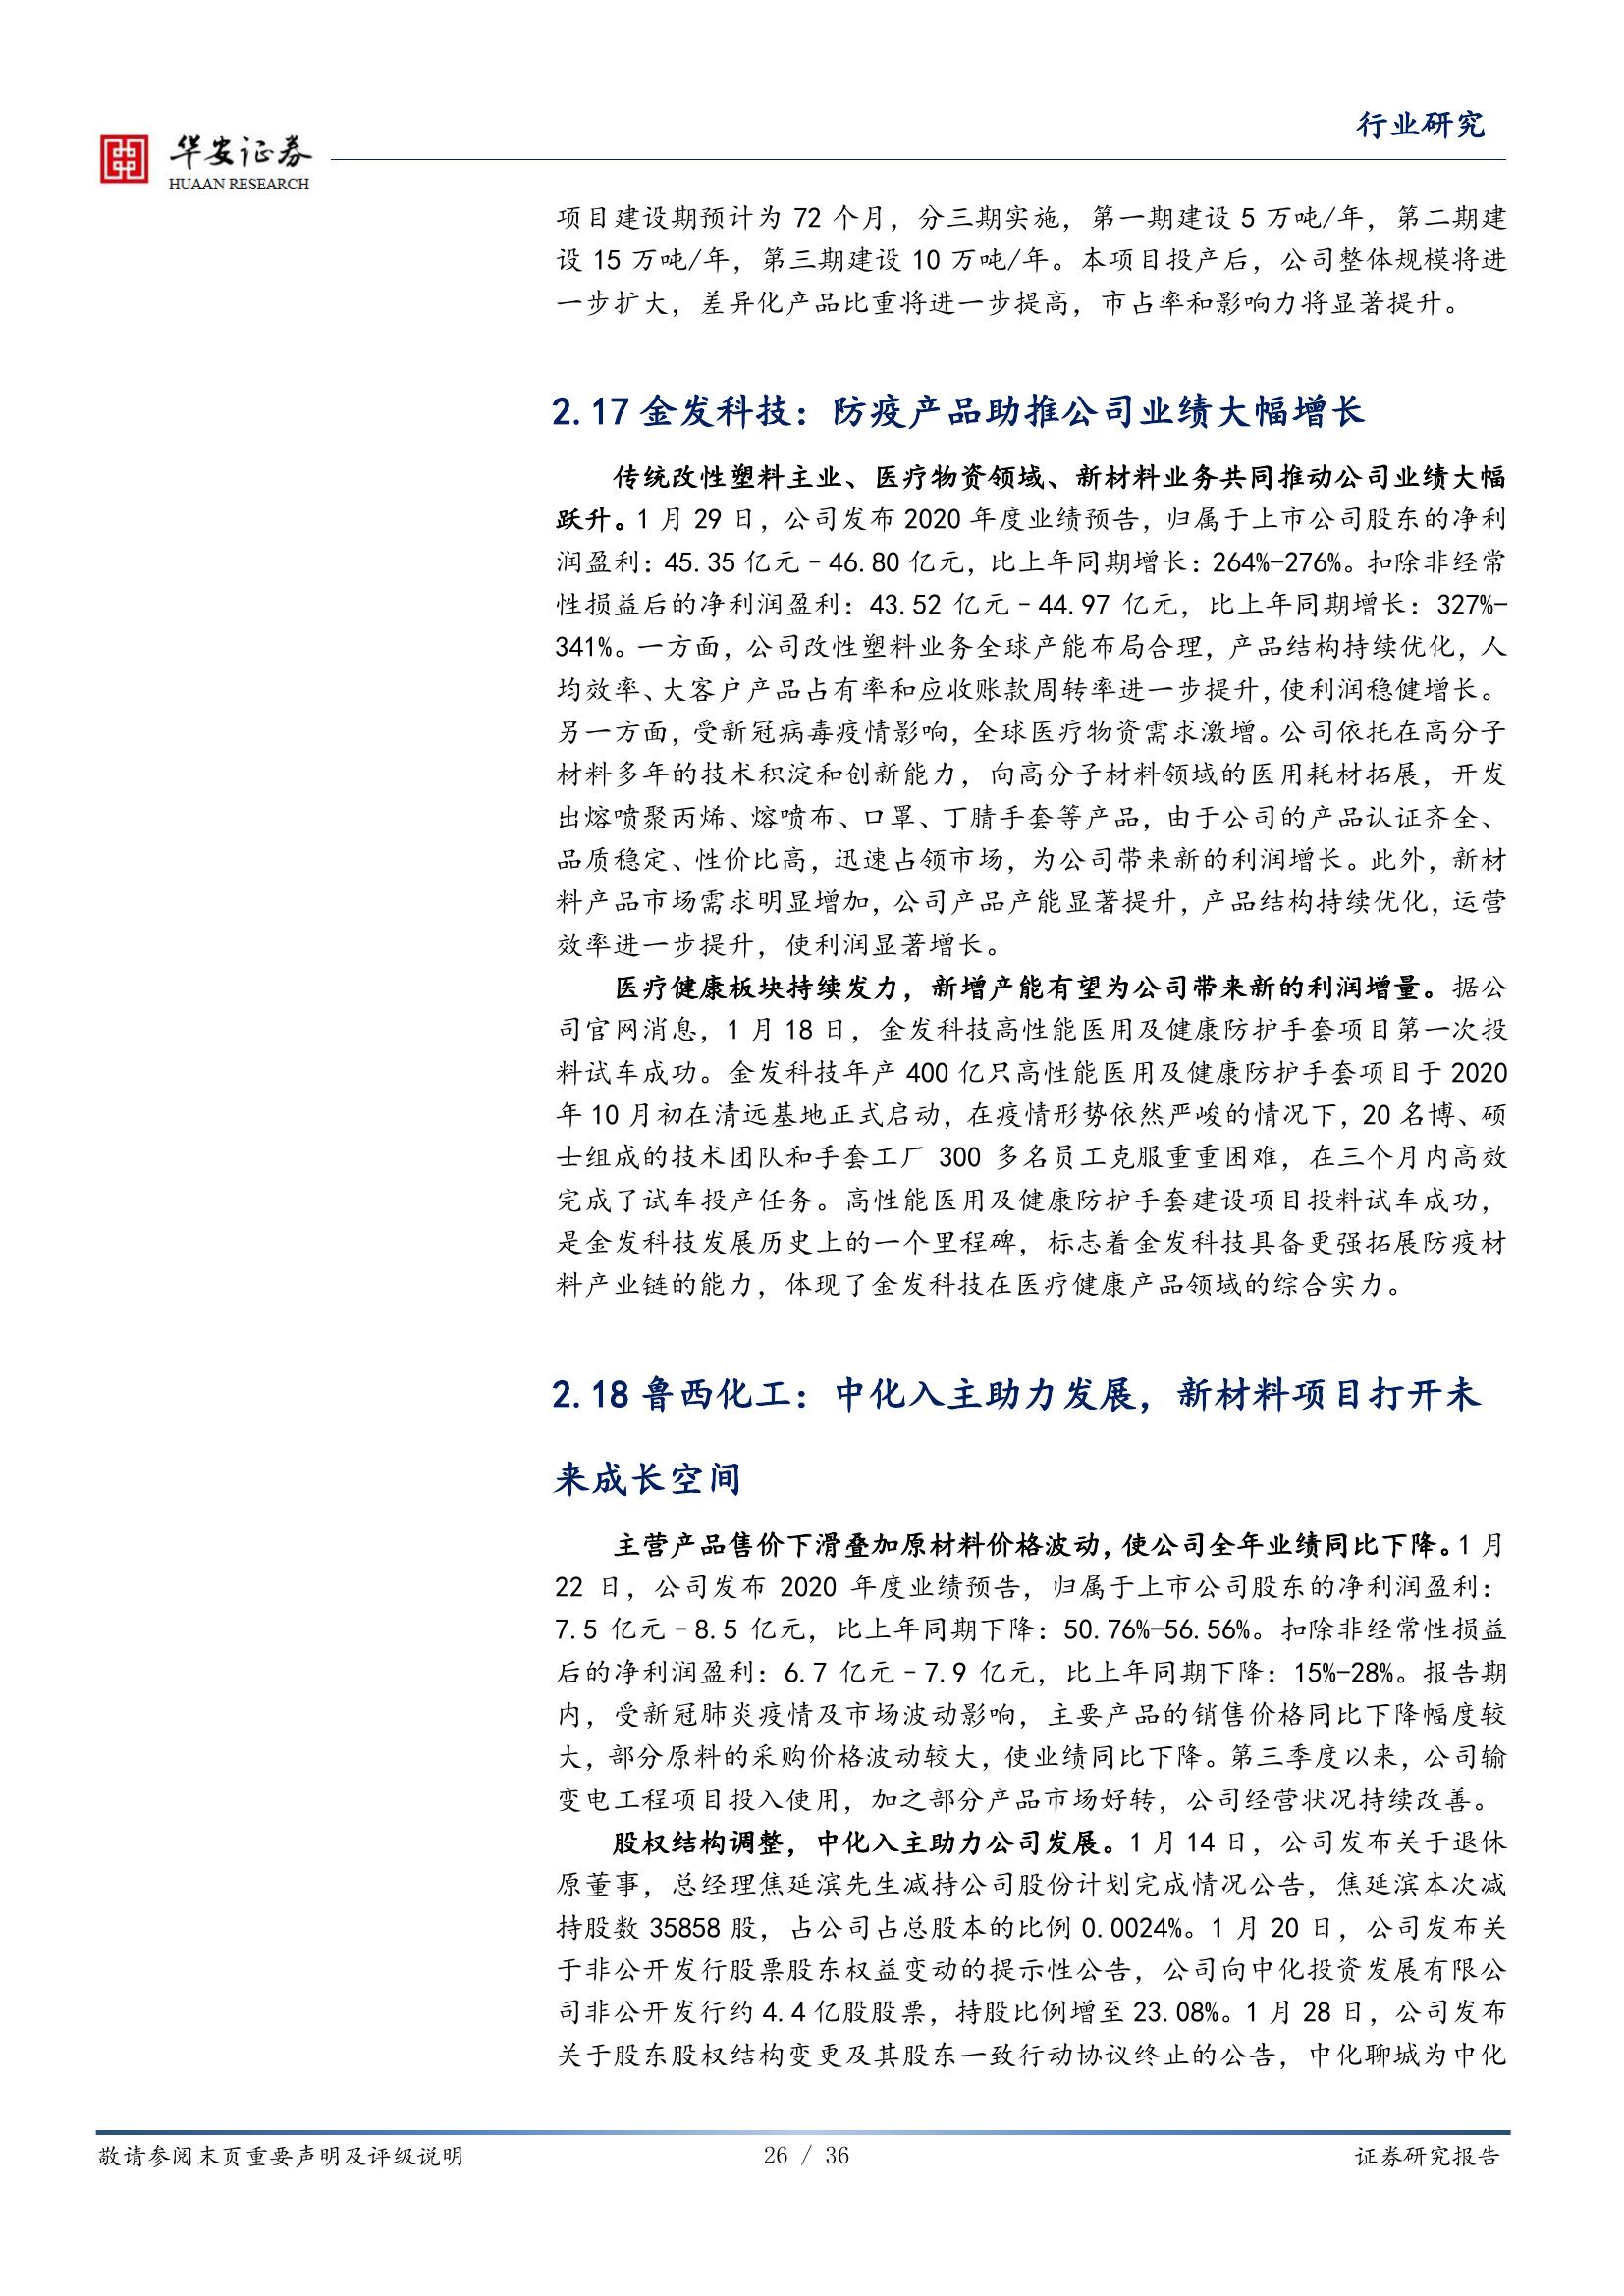 行业研究
华安证券
HUAAN RESEARCH
项目建设期预计为 72 个月，分三期实施，第一期建设 5 万吨/年，第二期建
设 15 万吨/年，第三期建设 10 万吨/年。本项目投产后，公司整体规模将进
一步扩大，差异化产品比重将进一步提高，市占率和影响力将显著提升。
2.17 金发科技：防疫产品助推公司业绩大幅增长
传统改性塑料主业、医疗物资领域、新材料业务共同推动公司业绩大幅
跃升。1 月 29 日，公司发布 2020 年度业绩预告，归属于上市公司股东的净利
润盈利：45.35 亿元–46.80 亿元，比上年同期增长：264%-276%。扣除非经常
性损益后的净利润盈利：43.52 亿元–44.97 亿元，比上年同期增长：327%-
341%。一方面，公司改性塑料业务全球产能布局合理，产品结构持续优化，人
均效率、大客户产品占有率和应收账款周转率进一步提升，使利润稳健增长。
另一方面，受新冠病毒疫情影响，全球医疗物资需求激增。公司依托在高分子
材料多年的技术积淀和创新能力，向高分子材料领域的医用耗材拓展，开发
出熔喷聚丙烯、熔喷布、口罩、丁腈手套等产品，由于公司的产品认证齐全、
品质稳定、性价比高，迅速占领市场，为公司带来新的利润增长。此外，新材
料产品市场需求明显增加，公司产品产能显著提升，产品结构持续优化，运营
效率进一步提升，使利润显著增长。
医疗健康板块持续发力，新增产能有望为公司带来新的利润增量。据公
司官网消息，1 月 18 日，金发科技高性能医用及健康防护手套项目第一次投
料试车成功。金发科技年产 400 亿只高性能医用及健康防护手套项目于 2020
年 10 月初在清远基地正式启动，在疫情形势依然严峻的情况下，20 名博、硕
士组成的技术团队和手套工厂 300 多名员工克服重重困难，在三个月内高效
完成了试车投产任务。高性能医用及健康防护手套建设项目投料试车成功，
是金发科技发展历史上的一个里程碑，标志着金发科技具备更强拓展防疫材
料产业链的能力，体现了金发科技在医疗健康产品领域的综合实力。
2.18 鲁西化工：中化入主助力发展，新材料项目打开未
来成长空间
主营产品售价下滑叠加原材料价格波动，使公司全年业绩同比下降。1 月
22 日，公司发布 2020 年度业绩预告，归属于上市公司股东的净利润盈利：
7.5 亿元–8.5 亿元，比上年同期下降：50.76%-56.56%。扣除非经常性损益
后的净利润盈利：6.7 亿元–7.9 亿元，比上年同期下降：15%-28%。报告期
内，受新冠肺炎疫情及市场波动影响，主要产品的销售价格同比下降幅度较
大，部分原料的采购价格波动较大，使业绩同比下降。第三季度以来，公司输
变电工程项目投入使用，加之部分产品市场好转，公司经营状况持续改善。
股权结构调整，中化入主助力公司发展。1 月 14 日，公司发布关于退休
原董事，总经理焦延滨先生减持公司股份计划完成情况公告，焦延滨本次减
持股数 35858 股，占公司占总股本的比例 0.0024%。1 月 20 日，公司发布关
于非公开发行股票股东权益变动的提示性公告，公司向中化投资发展有限公
司非公开发行约 4.4 亿股股票，持股比例增至 23.08%。1 月 28 日，公司发布
关于股东股权结构变更及其股东一致行动协议终止的公告，中化聊城为中化
敬请参阅末页重要声明及评级说明
26 / 36
证券研究报告